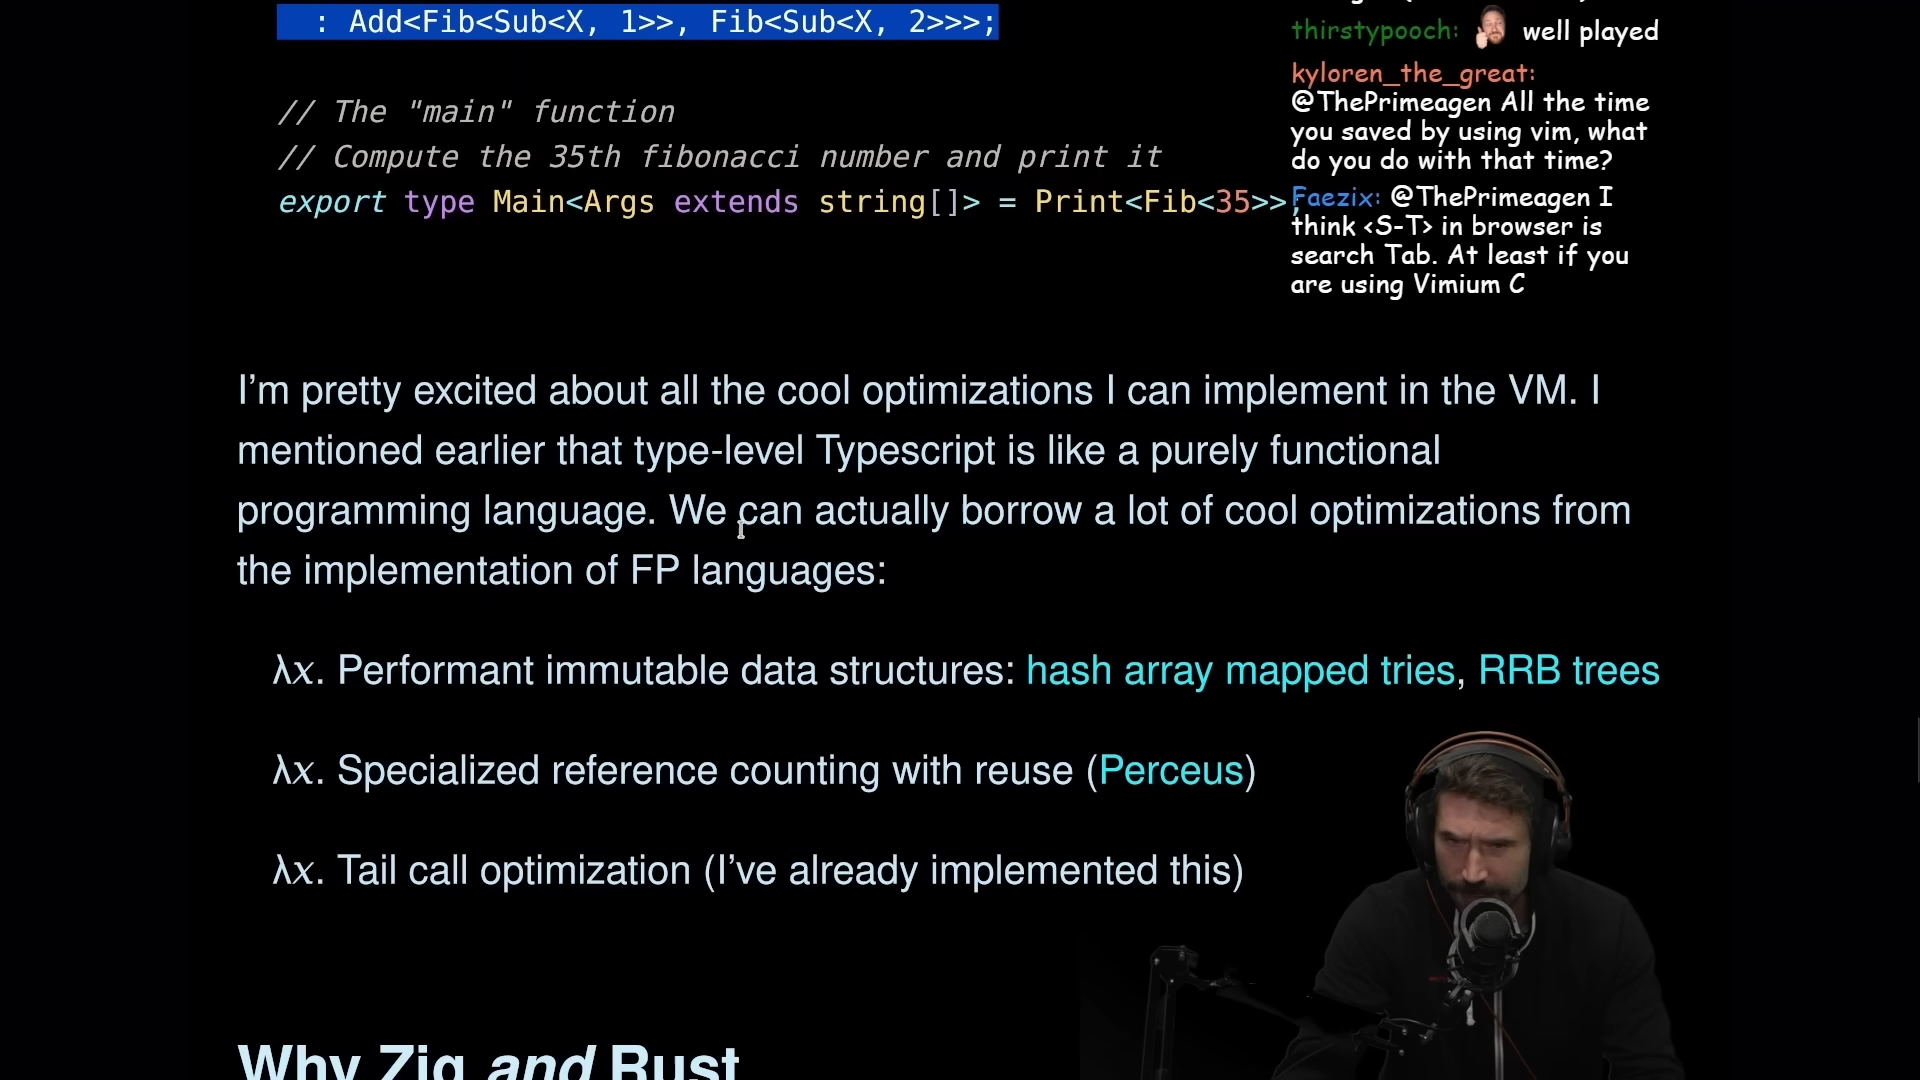 : Add<Fib<Sub<X, 1>>, Fib<Sub<X, 2>>>;
// The "main" function
// Compute the 35th fibonacci number and print it
export type Main<Args extends string[]> = Print<Fib<35>>;
thirstypooch: well played
kyloren_the_great:
@ThePrimeagen All the time
you saved by using vim, what
do you do with that time?
Faezix: @ThePrimeagen I
think <S-T> in browser is
search Tab. At least if you
are using Vimium C
I'm pretty excited about all the cool optimizations I can implement in the VM. I
mentioned earlier that type-level Typescript is like a purely functional
programming language. We can actually borrow a lot of cool optimizations from
the implementation of FP languages:
λx. Performant immutable data structures: hash array mapped tries, RRB trees
λx. Specialized reference counting with reuse (Perceus)
λx. Tail call optimization (I've already implemented this)
Why Zig and Rust